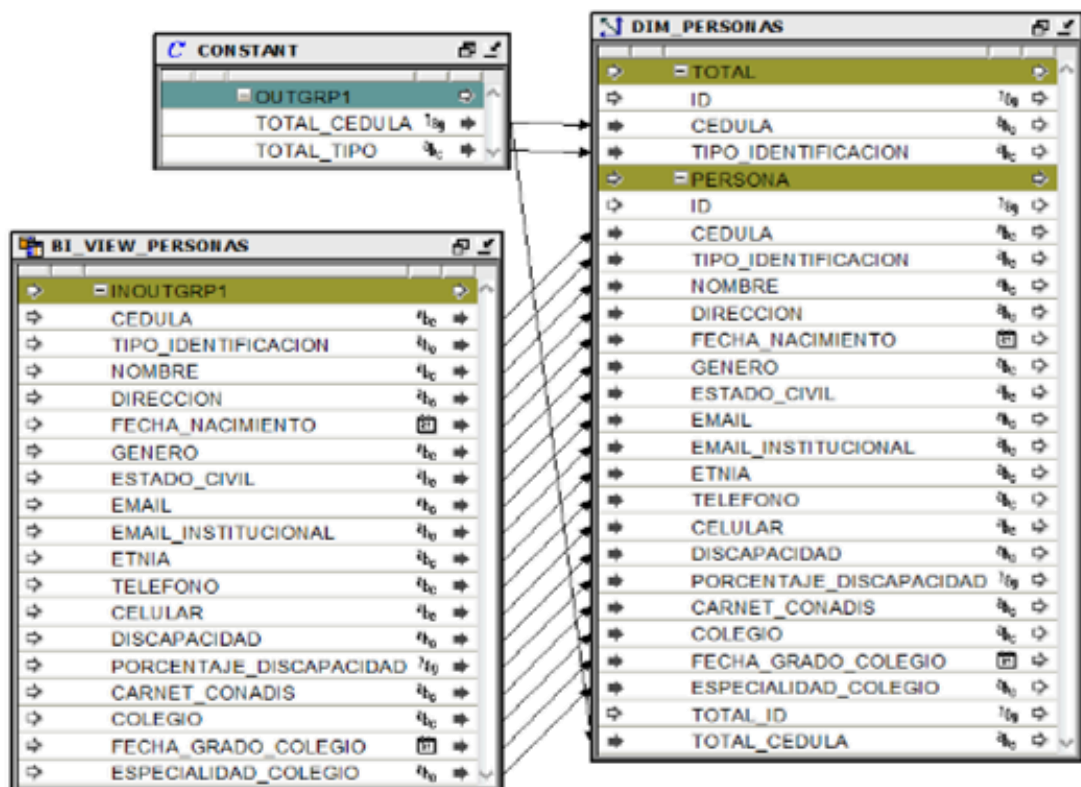 CONSTANT
OUTGRP1
TOTAL_CEDULA
TOTAL_TIPO
BI_VIEW_PERSONAS
INOUTGRP1
CEDULA
TIPO_IDENTIFICACION
NOMBRE
DIRECCION
FECHA_NACIMIENTO
GENERO
ESTADO_CIVIL
EMAIL
EMAIL_INSTITUCIONAL
ETNIA
TELEFONO
CELULAR
DISCAPACIDAD
PORCENTAJE_DISCAPACIDAD
CARNET_CONADIS
COLEGIO
FECHA_GRADO_COLEGIO
ESPECIALIDAD_COLEGIO
DIM_PERSONAS
TOTAL
ID
CEDULA
TIPO_IDENTIFICACION
PERSONA
ID
CEDULA
TIPO_IDENTIFICACION
NOMBRE
DIRECCION
FECHA_NACIMIENTO
GENERO
ESTADO_CIVIL
EMAIL
EMAIL_INSTITUCIONAL
ETNIA
TELEFONO
CELULAR
DISCAPACIDAD
PORCENTAJE_DISCAPACIDAD
CARNET_CONADIS
COLEGIO
FECHA_GRADO_COLEGIO
ESPECIALIDAD_COLEGIO
TOTAL_ID
TOTAL_CEDULA